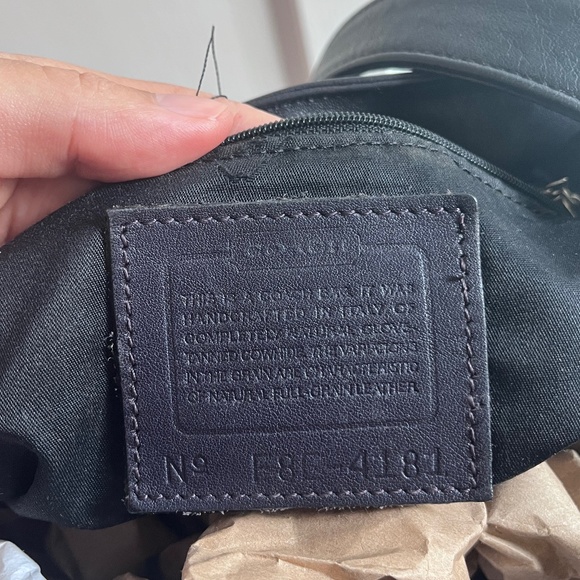 COACH
THIS IS A COACH BAG. IT WAS
HANDCRAFTED IN ITALY OF
COMPLETELY NATURAL GLOVE-
TANNED COWHIDE. THE VARIATIONS
IN THE GRAIN ARE CHARACTERISTIC
OF NATURAL FULL-GRAIN LEATHER.
Nº F8E-4181